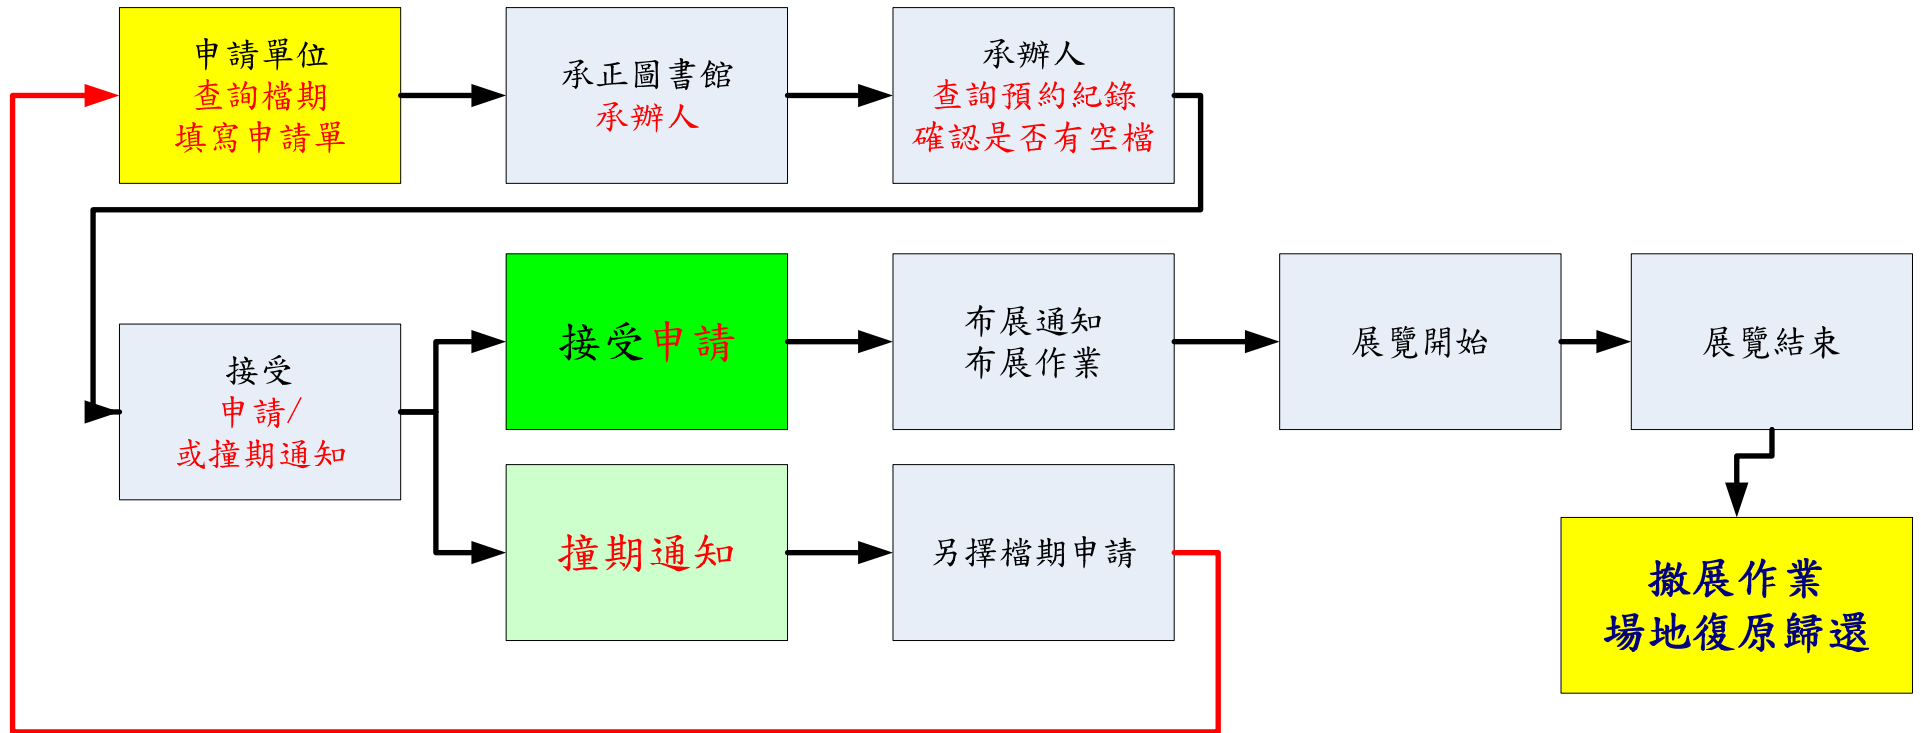 申請單位
查詢檔期
填寫申請單
承正圖書館
承辦人
承辦人
查詢預約紀錄
確認是否有空檔
接受
申請/
或撞期通知
接受申請
布展通知
布展作業
展覽開始
展覽結束
撞期通知
另擇檔期申請
撤展作業
場地復原歸還